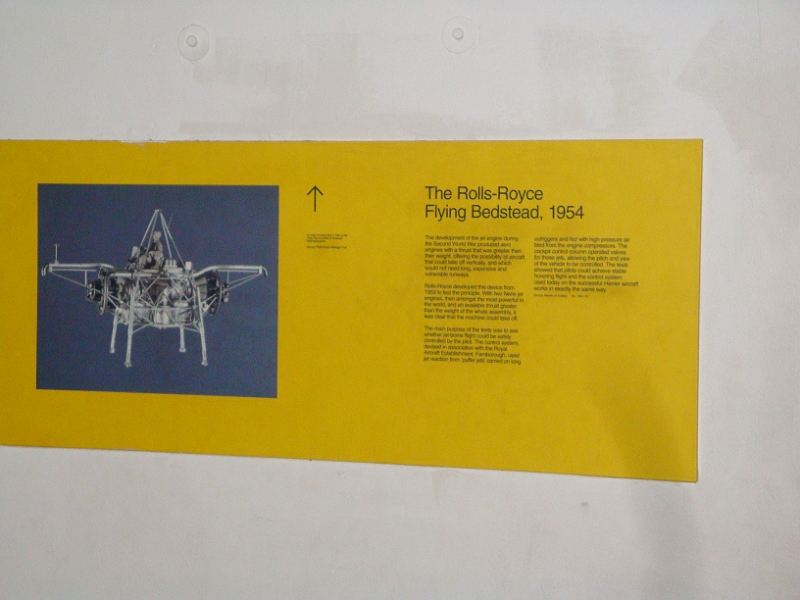 The Rolls-Royce
Flying Bedstead, 1954
The development of the jet engine during
the Second World War produced aero
engines with a thrust that was greater than
their weight, offering the possibility of aircraft
that could take off vertically, and which
would not need long, expensive and
vulnerable runways.
Rolls-Royce developed this device from
1953 to test the principle. With two Nene jet
engines, then amongst the most powerful in
the world, and an available thrust greater
than the weight of the whole assembly, it
was clear that the machine could take off.
The main purpose of the tests was to see
whether jet-borne flight could be safely
controlled by the pilot. The control system,
devised in association with the Royal
Aircraft Establishment, Farnborough, used
jet reaction from 'puffer jets' carried on long
outriggers and fed with high pressure air
bled from the engine compressors. The
cockpit control column operated valves
for these jets, allowing the pitch and yaw
of the vehicle to be controlled. The tests
showed that pilots could achieve stable
hovering flight and the control system
used today on the successful Harrier aircraft
works in exactly the same way.